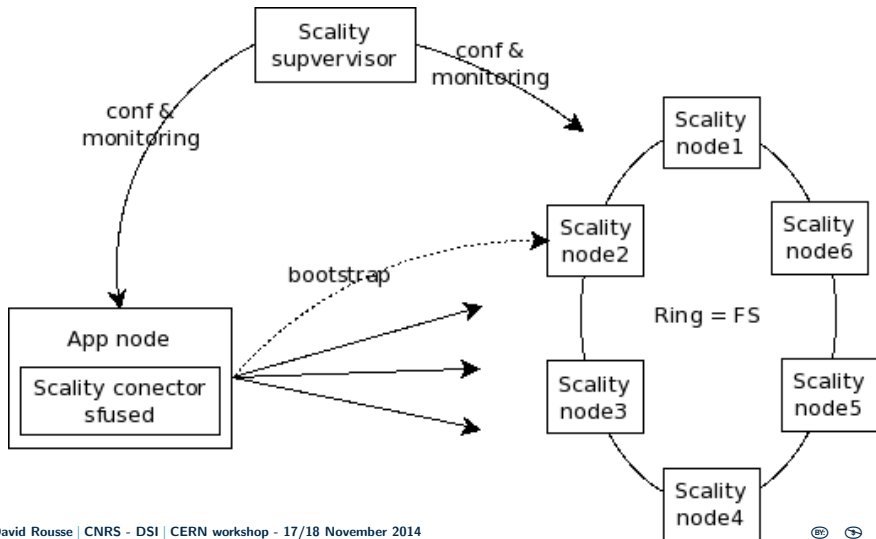 Scality
supvervisor
conf &
monitoring
conf &
monitoring
Scality
node1
Scality
node2
Scality
node6
bootstrap
Ring = FS
App node
Scality conector
sfused
Scality
node3
Scality
node5
Scality
node4
David Rousse | CNRS - DSI | CERN workshop - 17/18 November 2014
BY: